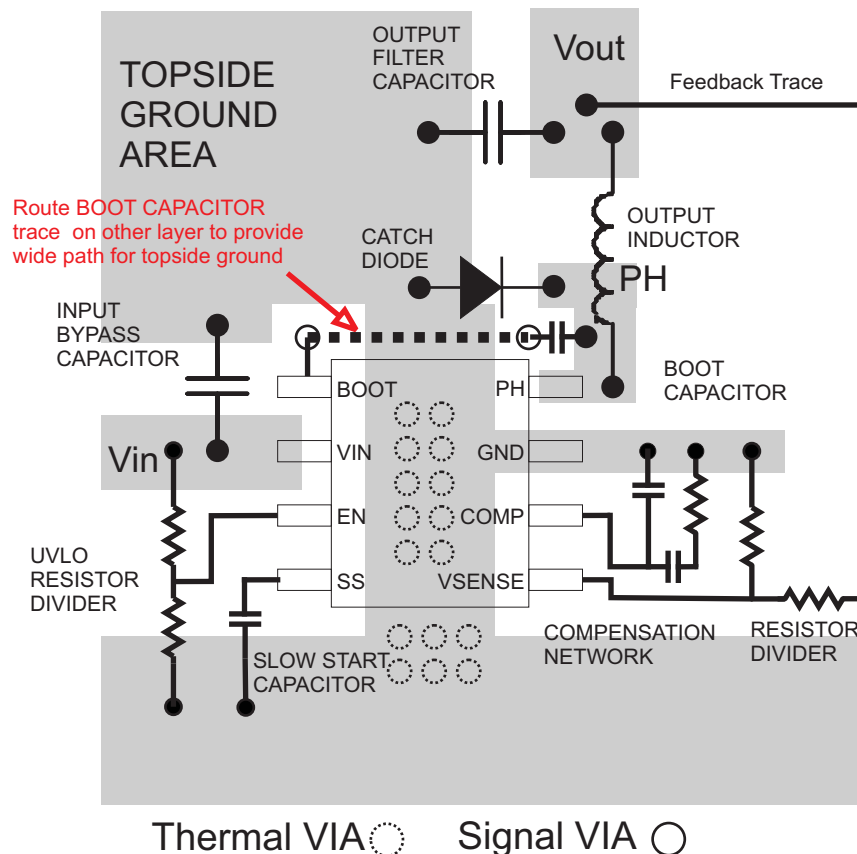 TOPSIDE
GROUND
AREA
OUTPUT
FILTER
CAPACITOR
Vout
Feedback Trace
Route BOOT CAPACITOR
trace on other layer to provide
wide path for topside ground
CATCH
DIODE
OUTPUT
INDUCTOR
PH
INPUT
BYPASS
CAPACITOR
BOOT
CAPACITOR
BOOT
PH
Vin
VIN
GND
EN
COMP
UVLO
RESISTOR
DIVIDER
SS
VSENSE
SLOW START
CAPACITOR
COMPENSATION
NETWORK
RESISTOR
DIVIDER
Thermal VIA
Signal VIA